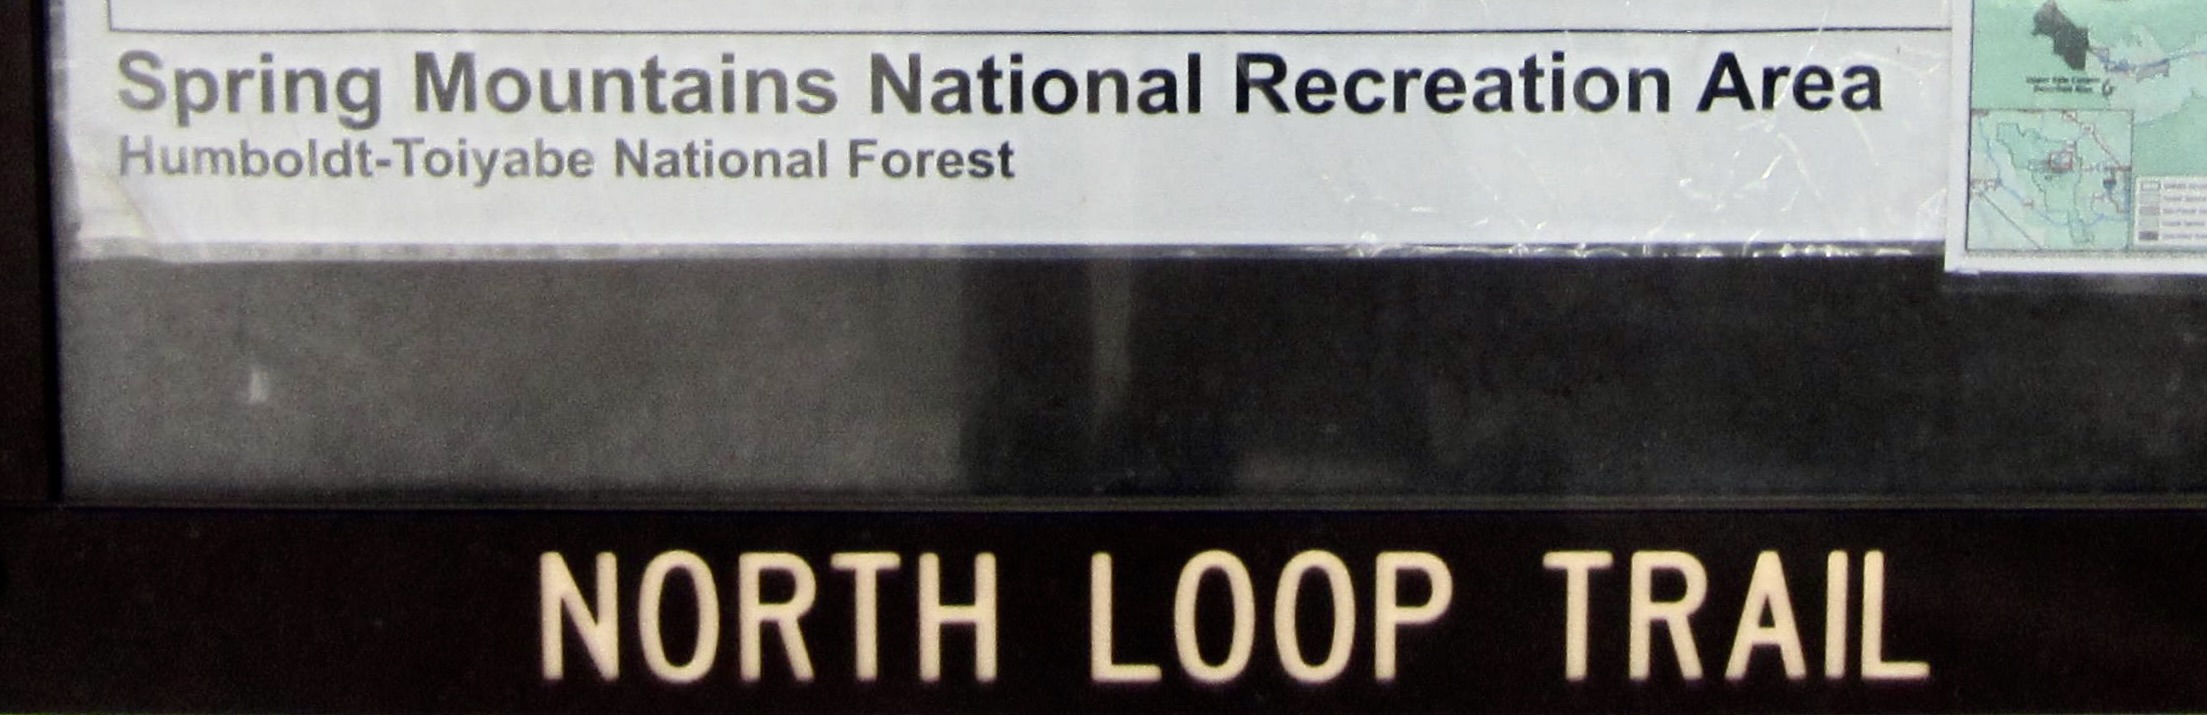 Spring Mountains National Recreation Area
Humboldt-Toiyabe National Forest
NORTH LOOP TRAIL